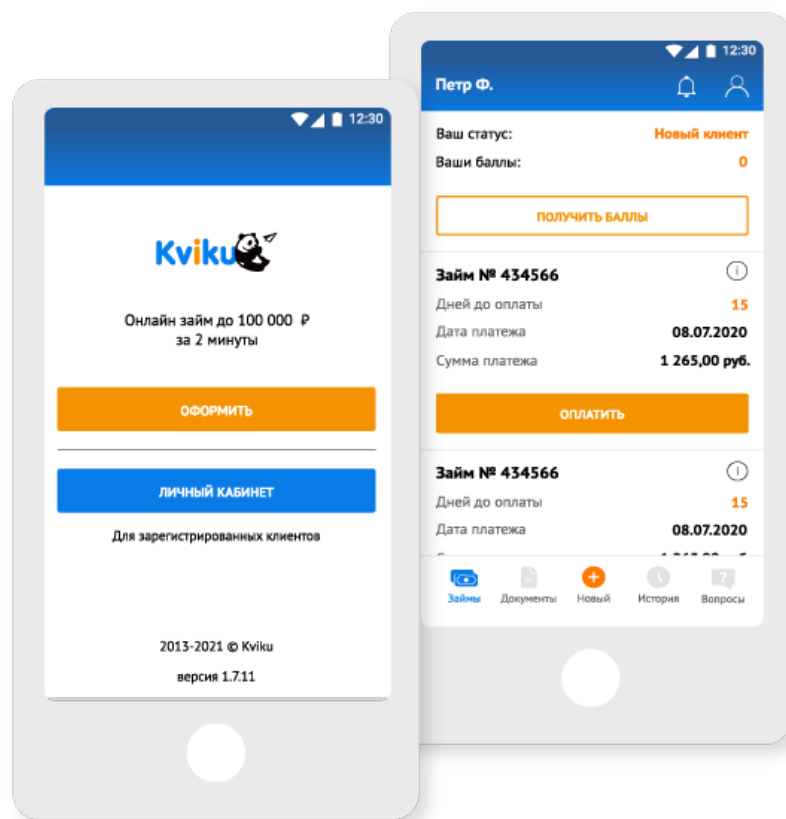 12:30
Kviku
Онлайн займ до 100 000 ₽
за 2 минуты
ОФОРМИТЬ
ЛИЧНЫЙ КАБИНЕТ
Для зарегистрированных клиентов
2013-2021 © Kviku
версия 1.7.11
12:30
Петр Ф.
Ваш статус: Новый клиент
Ваши баллы: 0
ПОЛУЧИТЬ БАЛЛЫ
Займ № 434566
Дней до оплаты 15
Дата платежа 08.07.2020
Сумма платежа 1 265,00 руб.
ОПЛАТИТЬ
Займ № 434566
Дней до оплаты 15
Дата платежа 08.07.2020
Займы Документы Новый История Вопросы